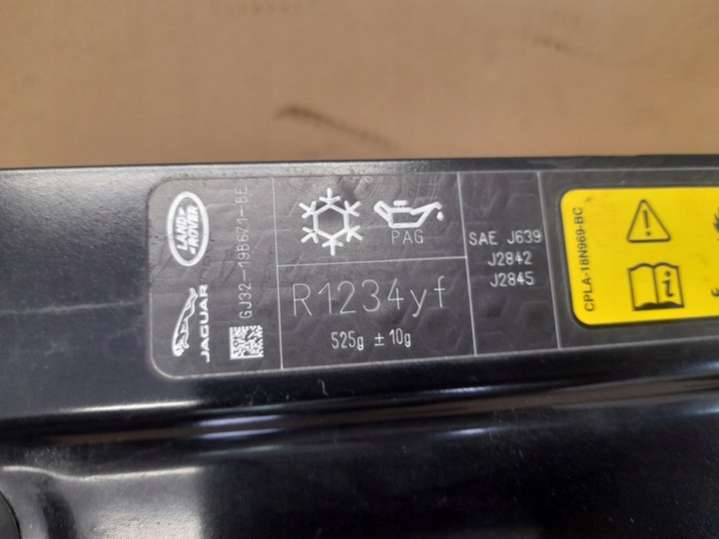 LAND
ROVER
JAGUAR
GJ32-19B671-BE
PAG
R1234yf
525g ±10g
SAE J639
J2842
J2845
CPLA-18N969-BC